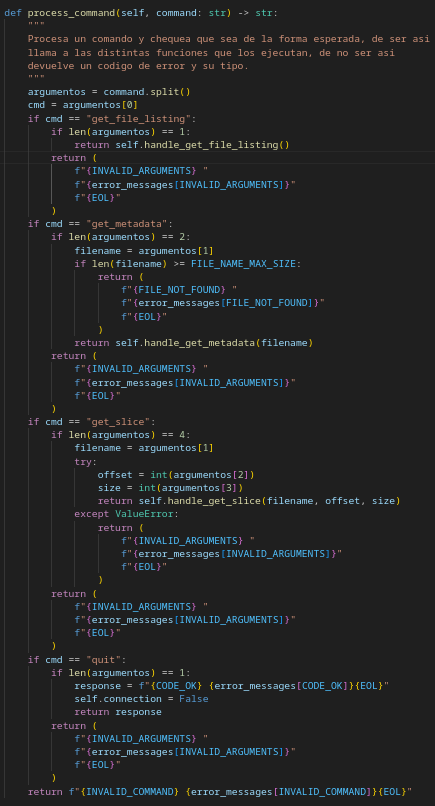 def process_command(self, command: str) -> str:
    """
    Procesa un comando y chequea que sea de la forma esperada, de ser asi
    llama a las distintas funciones que los ejecutan, de no ser asi
    devuelve un codigo de error y su tipo.
    """
    argumentos = command.split()
    cmd = argumentos[0]
    if cmd == "get_file_listing":
        if len(argumentos) == 1:
            return self.handle_get_file_listing()
        return (
            f"{INVALID_ARGUMENTS} "
            f"{error_messages[INVALID_ARGUMENTS]}"
            f"{EOL}"
        )
    if cmd == "get_metadata":
        if len(argumentos) == 2:
            filename = argumentos[1]
            if len(filename) >= FILE_NAME_MAX_SIZE:
                return (
                    f"{FILE_NOT_FOUND} "
                    f"{error_messages[FILE_NOT_FOUND]}"
                    f"{EOL}"
                )
            return self.handle_get_metadata(filename)
        return (
            f"{INVALID_ARGUMENTS} "
            f"{error_messages[INVALID_ARGUMENTS]}"
            f"{EOL}"
        )
    if cmd == "get_slice":
        if len(argumentos) == 4:
            filename = argumentos[1]
            try:
                offset = int(argumentos[2])
                size = int(argumentos[3])
                return self.handle_get_slice(filename, offset, size)
            except ValueError:
                return (
                    f"{INVALID_ARGUMENTS} "
                    f"{error_messages[INVALID_ARGUMENTS]}"
                    f"{EOL}"
                )
        return (
            f"{INVALID_ARGUMENTS} "
            f"{error_messages[INVALID_ARGUMENTS]}"
            f"{EOL}"
        )
    if cmd == "quit":
        if len(argumentos) == 1:
            response = f"{CODE_OK} {error_messages[CODE_OK]}{EOL}"
            self.connection = False
            return response
        return (
            f"{INVALID_ARGUMENTS} "
            f"{error_messages[INVALID_ARGUMENTS]}"
            f"{EOL}"
        )
    return f"{INVALID_COMMAND} {error_messages[INVALID_COMMAND]}{EOL}"